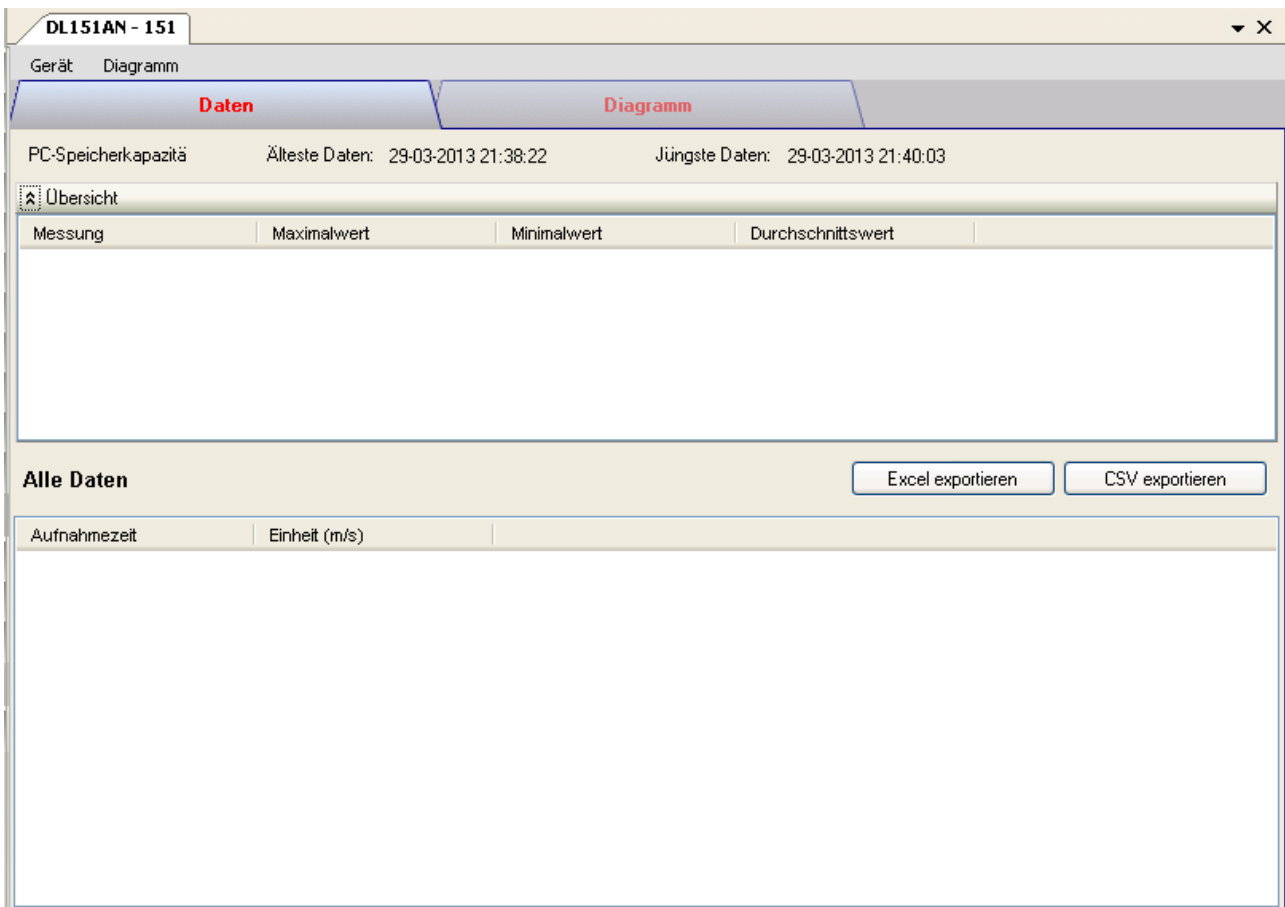 DL151AN - 151
Gerät Diagramm
Daten Diagramm
PC-Speicherkapazitä Älteste Daten: 29-03-2013 21:38:22 Jüngste Daten: 29-03-2013 21:40:03
Übersicht
Messung Maximalwert Minimalwert Durchschnittswert
Alle Daten Excel exportieren CSV exportieren
Aufnahmezeit Einheit (m/s)